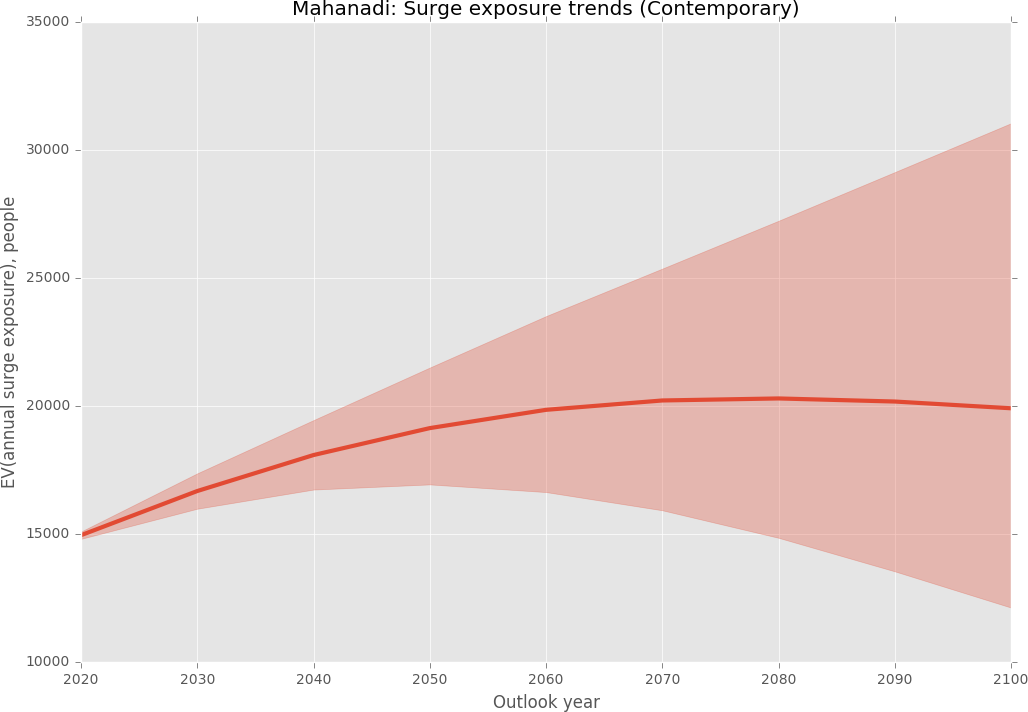 Mahanadi: Surge exposure trends (Contemporary)
35000
30000
25000
20000
15000
10000
EV(annual surge exposure), people
2020 2030 2040 2050 2060 2070 2080 2090 2100
Outlook year